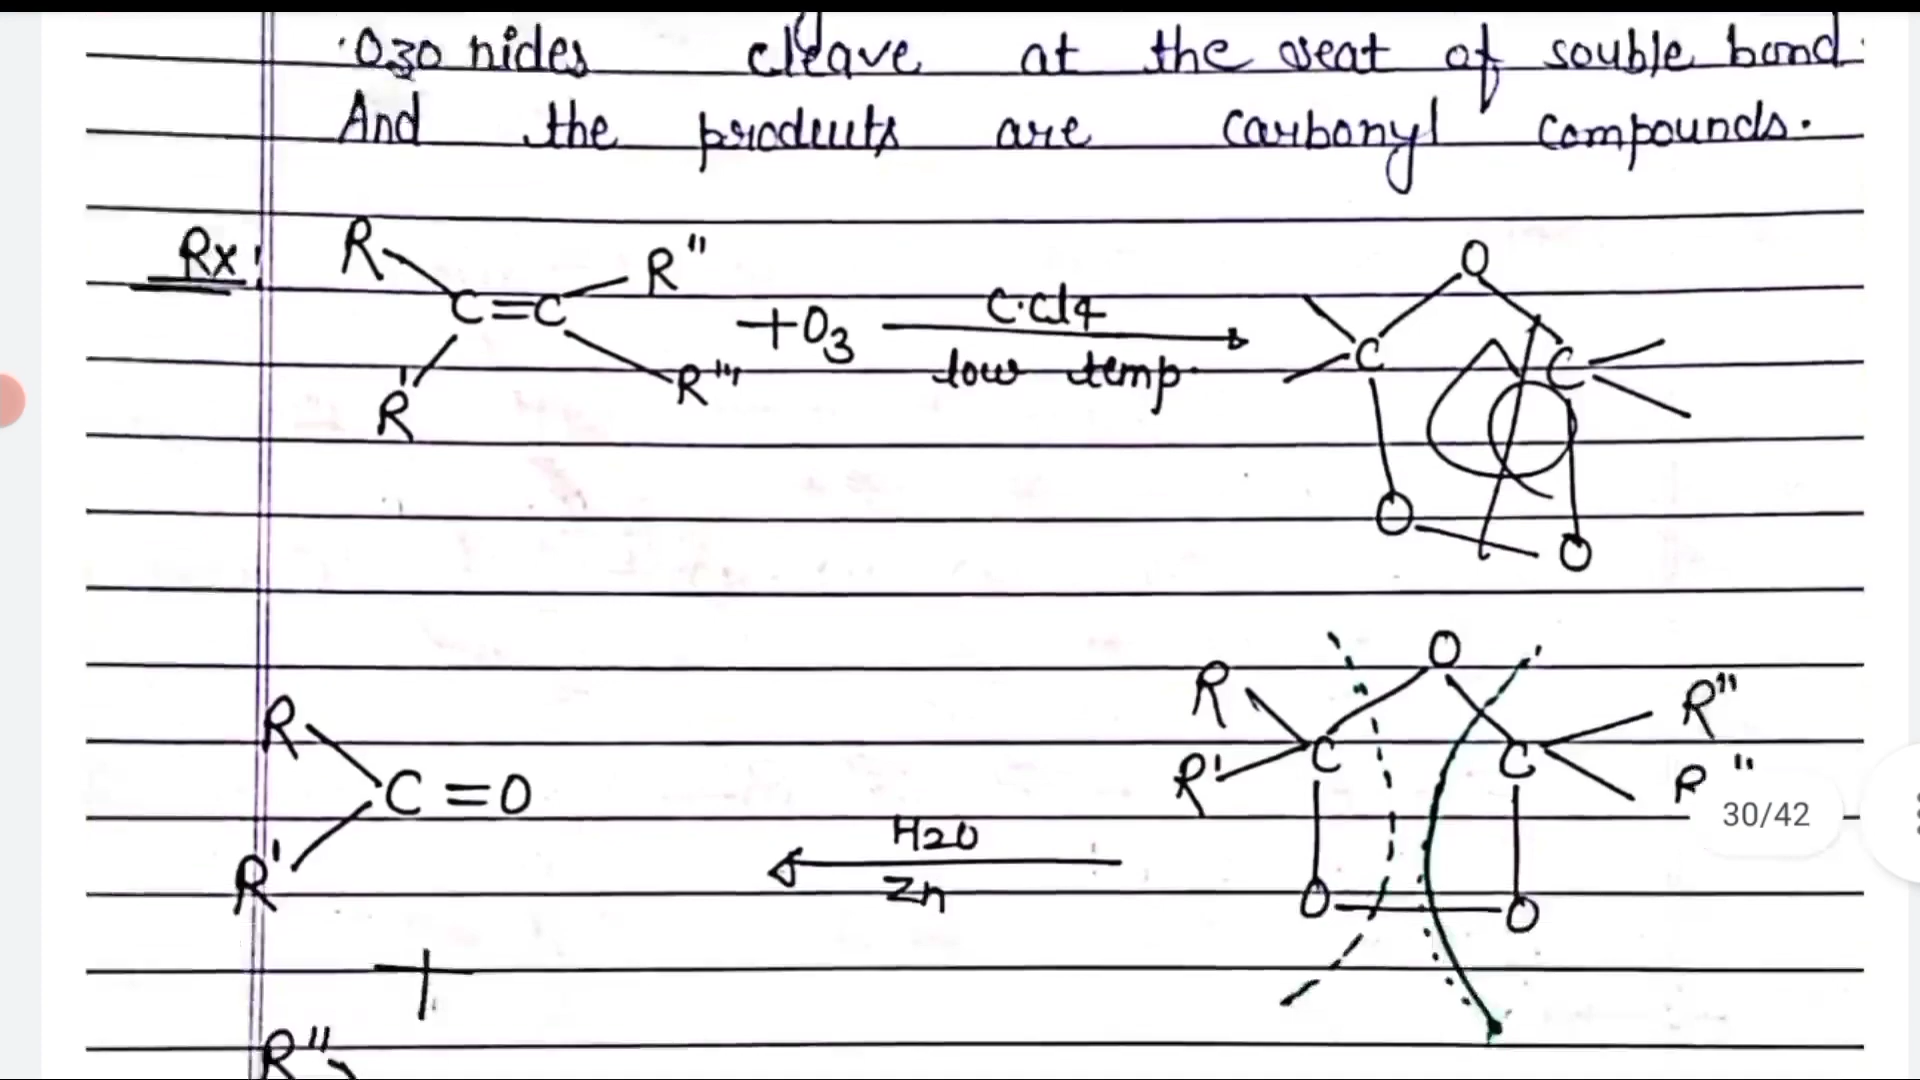 Ozonides cleave at the seat of souble bond.
And the products are carbonyl compounds.
Rx:
R R"
C=C +O3 C.Cl4 O
low temp. C C
R' R'''
O O
O
R R"
R C C
R' R "
C=O 30/42
H2O
Zn
R' O O
+
R"